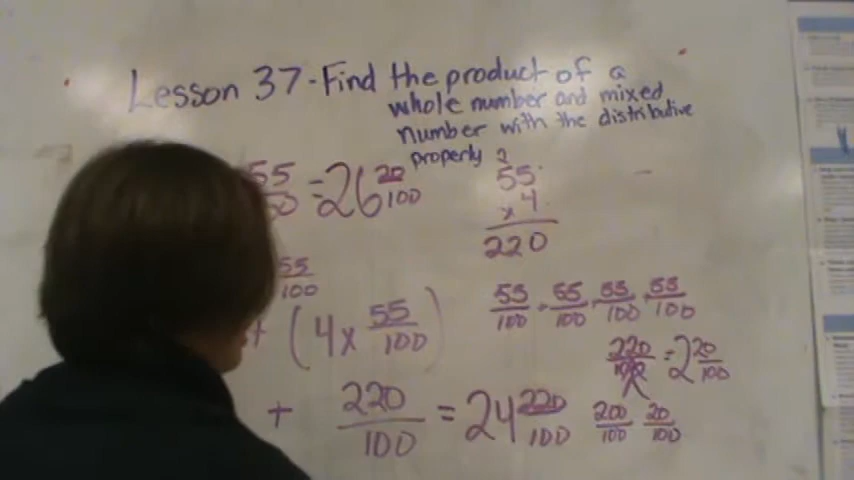 Lesson 37-Find the product of a
whole number and mixed
number with the distributive
property
55 = 26 20/100
2
55
x 4
220
55/100
+ (4 x 55/100)
55/100 + 55/100 + 55/100 + 55/100
220/100 = 2 20/100
+ 220/100 = 24 220/100
200/100 20/100